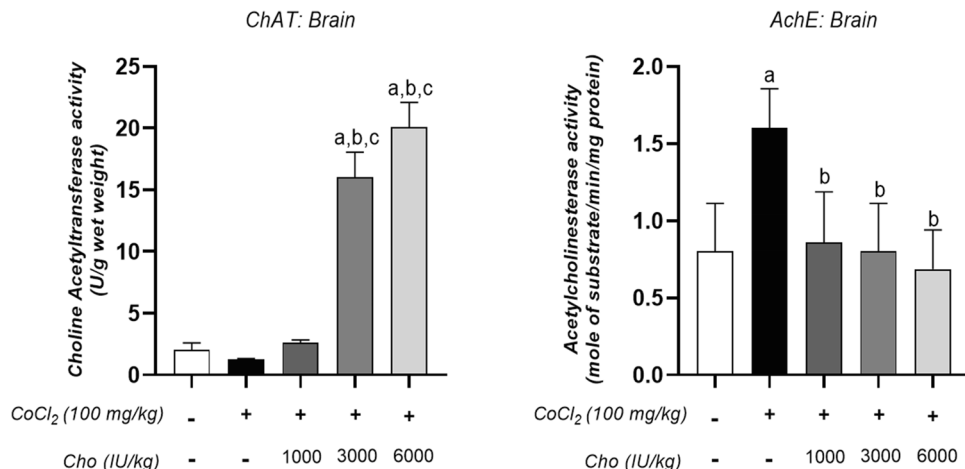 ChAT: Brain
Choline Acetyltransferase activity
(U/g wet weight)
25
20
15
10
5
0
a,b,c
a,b,c
CoCl₂ (100 mg/kg) - + + + +
Cho (IU/kg) - - 1000 3000 6000
AchE: Brain
Acetylcholinesterase activity
(mole of substrate/min/mg protein)
2.0
1.5
1.0
0.5
0.0
a
b
b
b
CoCl₂ (100 mg/kg) - + + + +
Cho (IU/kg) - - 1000 3000 6000